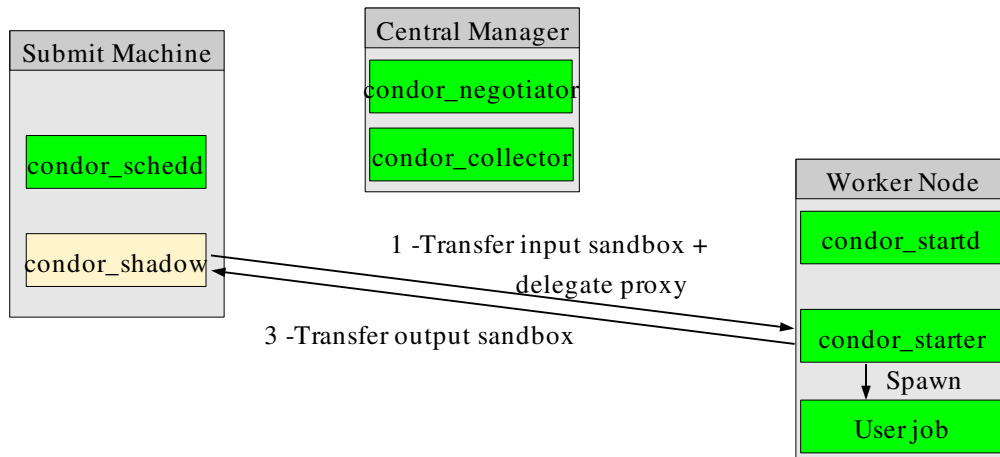 Submit Machine
condor_schedd
condor_shadow
Central Manager
condor_negotiator
condor_collector
1 -Transfer input sandbox +
delegate proxy
3 -Transfer output sandbox
Worker Node
condor_startd
condor_starter
Spawn
User job